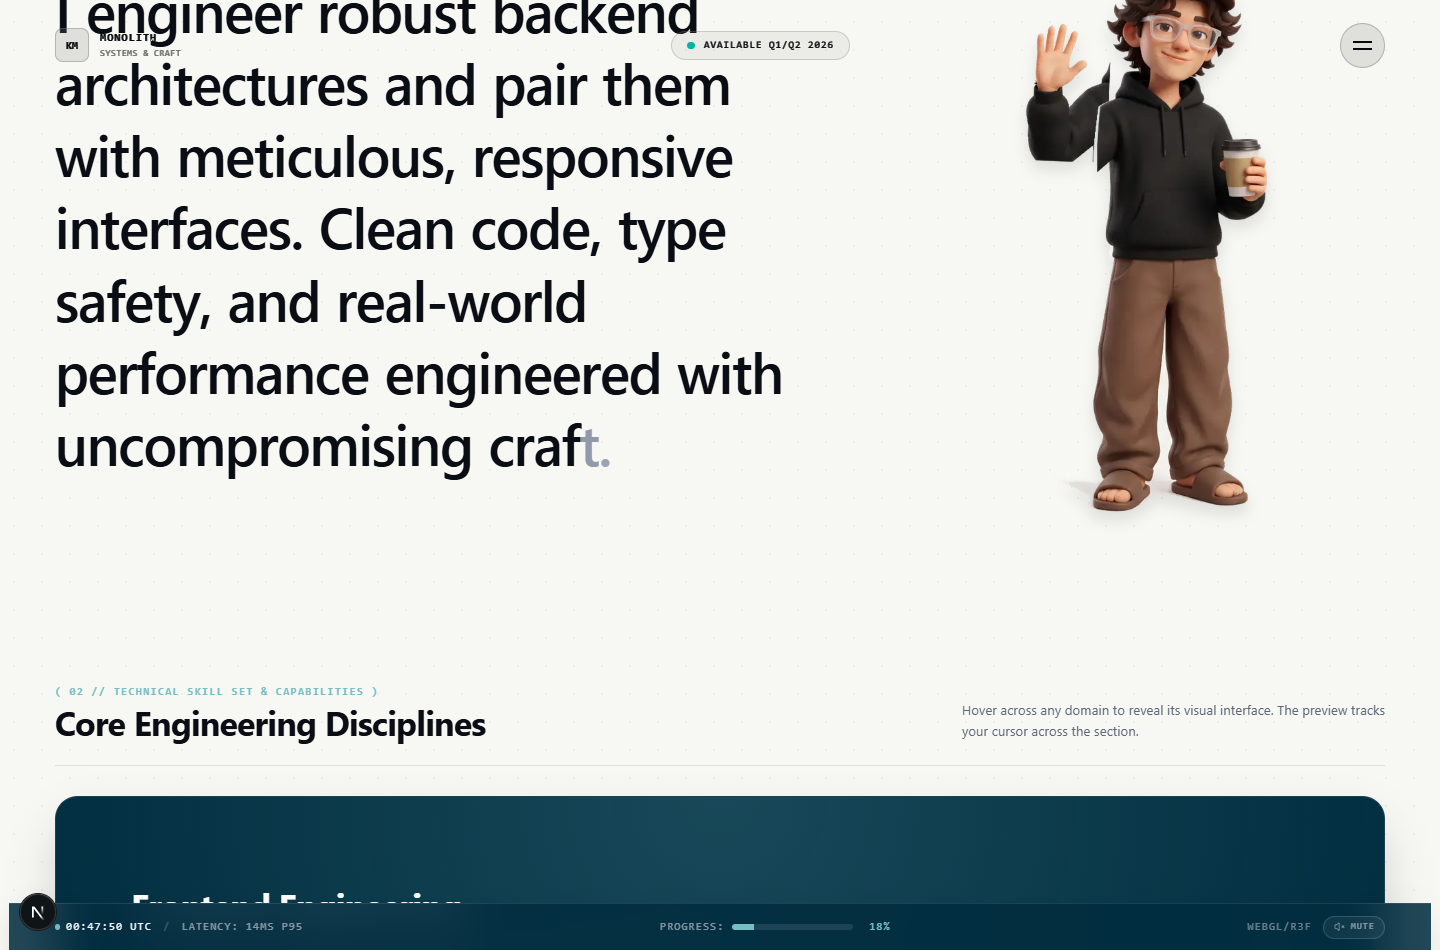 I engineer robust backend
KM
MONOLITH
SYSTEMS & CRAFT
AVAILABLE Q1/Q2 2026
architectures and pair them
with meticulous, responsive
interfaces. Clean code, type
safety, and real-world
performance engineered with
uncompromising craft.
( 02 // TECHNICAL SKILL SET & CAPABILITIES )
Core Engineering Disciplines
Hover across any domain to reveal its visual interface. The preview tracks
your cursor across the section.
Frontend Engineering
N
00:47:50 UTC / LATENCY: 14MS P95
PROGRESS: 18%
WEBGL/R3F
MUTE